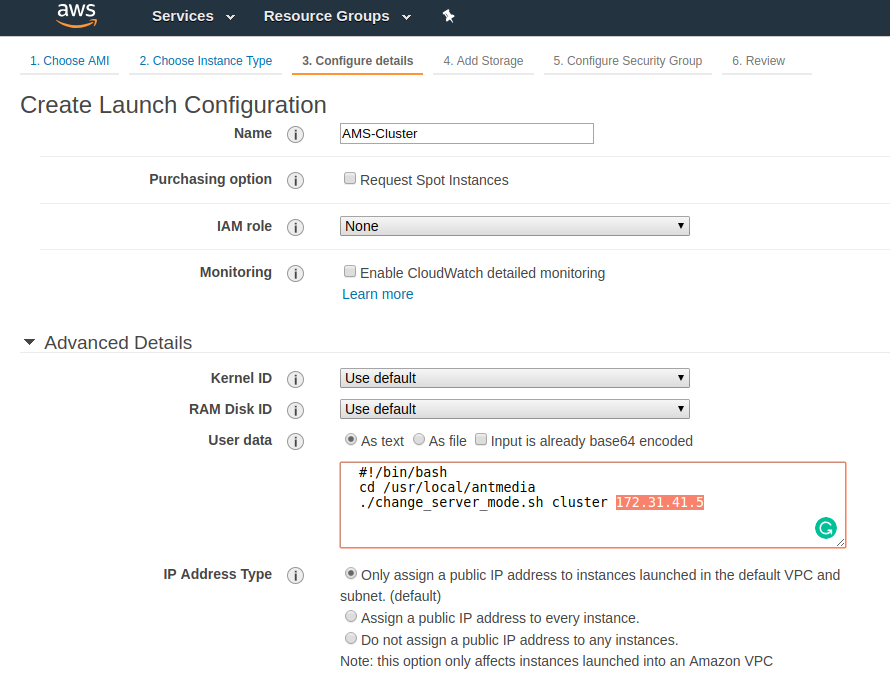 aws Services Resource Groups
1. Choose AMI 2. Choose Instance Type 3. Configure details 4. Add Storage 5. Configure Security Group 6. Review
Create Launch Configuration
Name i AMS-Cluster
Purchasing option i Request Spot Instances
IAM role i None
Monitoring i Enable CloudWatch detailed monitoring
Learn more
Advanced Details
Kernel ID i Use default
RAM Disk ID i Use default
User data i As text As file Input is already base64 encoded
#!/bin/bash
cd /usr/local/antmedia
./change_server_mode.sh cluster 172.31.41.5
IP Address Type i Only assign a public IP address to instances launched in the default VPC and
subnet. (default)
Assign a public IP address to every instance.
Do not assign a public IP address to any instances.
Note: this option only affects instances launched into an Amazon VPC